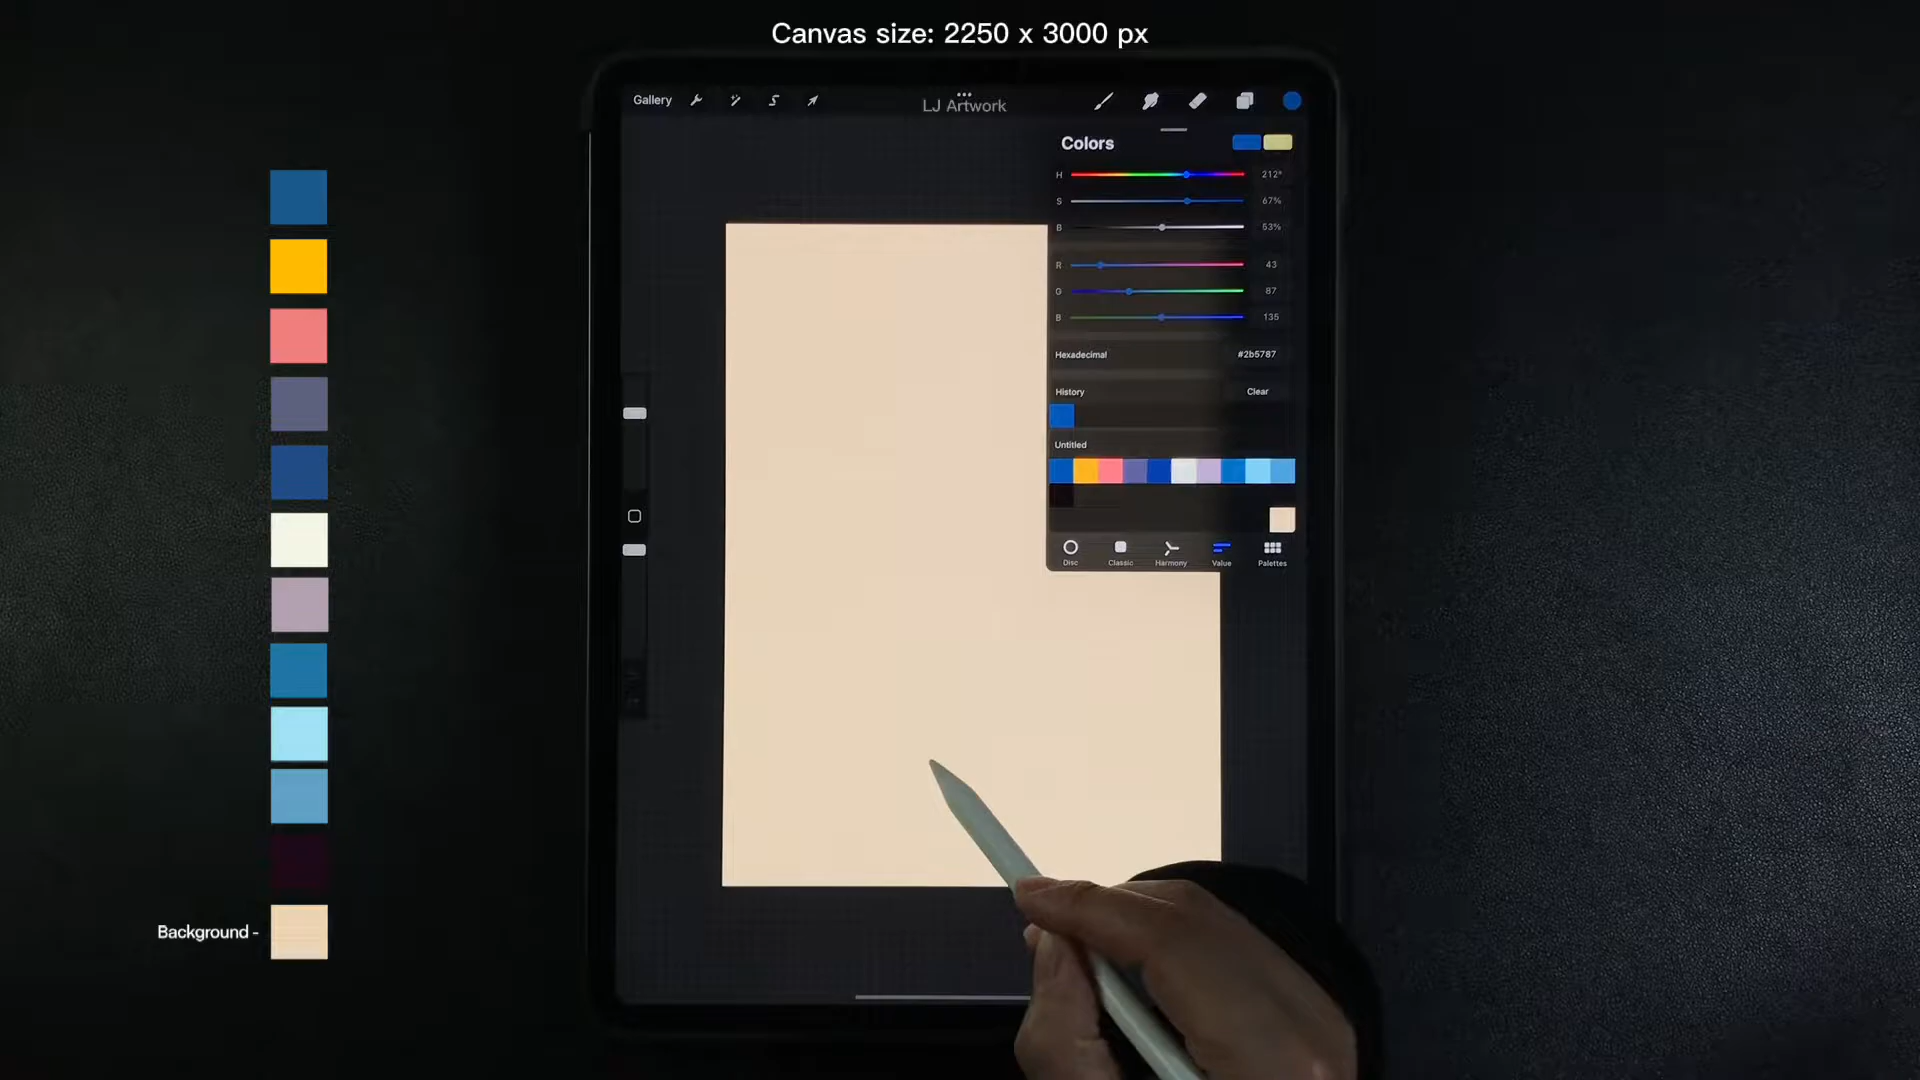 Canvas size: 2250 x 3000 px
Gallery
LJ Artwork
Colors
H 212°
S 67%
B 53%
R 43
G 87
B 135
Hexadecimal #2b5787
History Clear
Untitled
Disc Classic Harmony Value Palettes
Background -